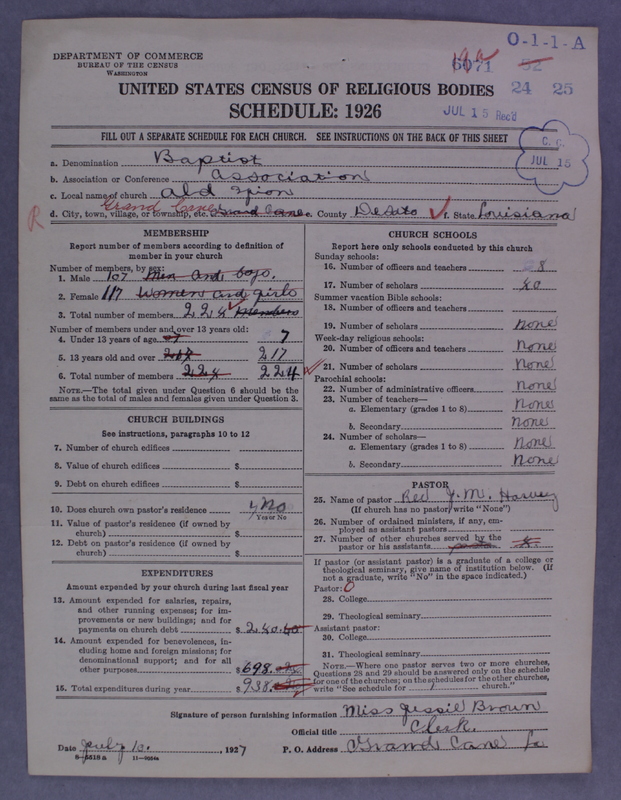 DEPARTMENT OF COMMERCE
BUREAU OF THE CENSUS
WASHINGTON
O-1-1-A
6071 52
24 25
UNITED STATES CENSUS OF RELIGIOUS BODIES
SCHEDULE: 1926
JUL 15 Rec'd
FILL OUT A SEPARATE SCHEDULE FOR EACH CHURCH. SEE INSTRUCTIONS ON THE BACK OF THIS SHEET
C. C.
JUL 15
a. Denomination Baptist
b. Association or Conference association
c. Local name of church old zion
R d. City, town, village, or township, etc. Grand Cane e. County De Soto f. State Louisiana
MEMBERSHIP
Report number of members according to definition of
member in your church
Number of members by sex:
1. Male 107 men and boys.
2. Female 117 women and girls
3. Total number of members 224 members
Number of members under and over 13 years old:
4. Under 13 years of age 7 7
5. 13 years old and over 217 217
6. Total number of members 224 224
NOTE.—The total given under Question 6 should be
same as the total of males and females given under Question 3.
CHURCH BUILDINGS
See instructions, paragraphs 10 to 12
7. Number of church edifices
8. Value of church edifices $
9. Debt on church edifices $
10. Does church own pastor's residence No
Yes or No
11. Value of pastor's residence (if owned by
church) $
12. Debt on pastor's residence (if owned by
church) $
EXPENDITURES
Amount expended by your church during last fiscal year
13. Amount expended for salaries, repairs,
and other running expenses; for im-
provements or new buildings; and for
payments on church debt $ 240.00
14. Amount expended for benevolences, in-
cluding home and foreign missions; for
denominational support; and for all
other purposes $ 698.
15. Total expenditures during year $ 938.
CHURCH SCHOOLS
Report here only schools conducted by this church
Sunday schools:
16. Number of officers and teachers 8
17. Number of scholars 40
Summer vacation Bible schools:
18. Number of officers and teachers
19. Number of scholars none
Week-day religious schools:
20. Number of officers and teachers None
21. Number of scholars None
Parochial schools:
22. Number of administrative officers None
23. Number of teachers—
a. Elementary (grades 1 to 8) None
b. Secondary None
24. Number of scholars—
a. Elementary (grades 1 to 8) None
b. Secondary None
PASTOR
25. Name of pastor Rev J. M. Harvey
(If church has no pastor, write "None")
26. Number of ordained ministers, if any, em-
ployed as assistant pastors
27. Number of other churches served by the
pastor or his assistants
If pastor (or assistant pastor) is a graduate of a college or
theological seminary, give name of institution below. (If
not a graduate, write "No" in the space indicated.)
Pastor: O
28. College
29. Theological seminary
Assistant pastor:
30. College
31. Theological seminary
NOTE.—Where one pastor serves two or more churches,
Questions 28 and 29 should be answered only on the schedule
for one of the churches; on the schedules for the other churches,
write "See schedule for church."
Signature of person furnishing information Miss Jessie Brown
Official title Clerk.
Date July 10, 1927 P. O. Address Grand Cane La
8—5518a 11—9054a